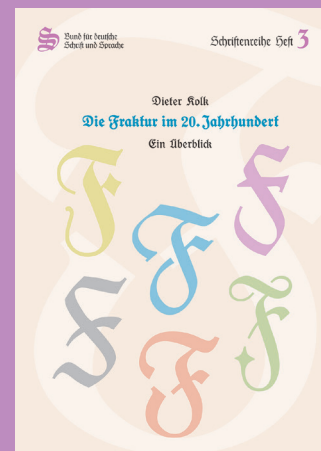 Bund für deutsche
Schrift und Sprache
Schriftenreihe Heft 3
Dieter Kolk
Die Fraktur im 20. Jahrhundert
Ein Überblick
F
F
F
F
F
F